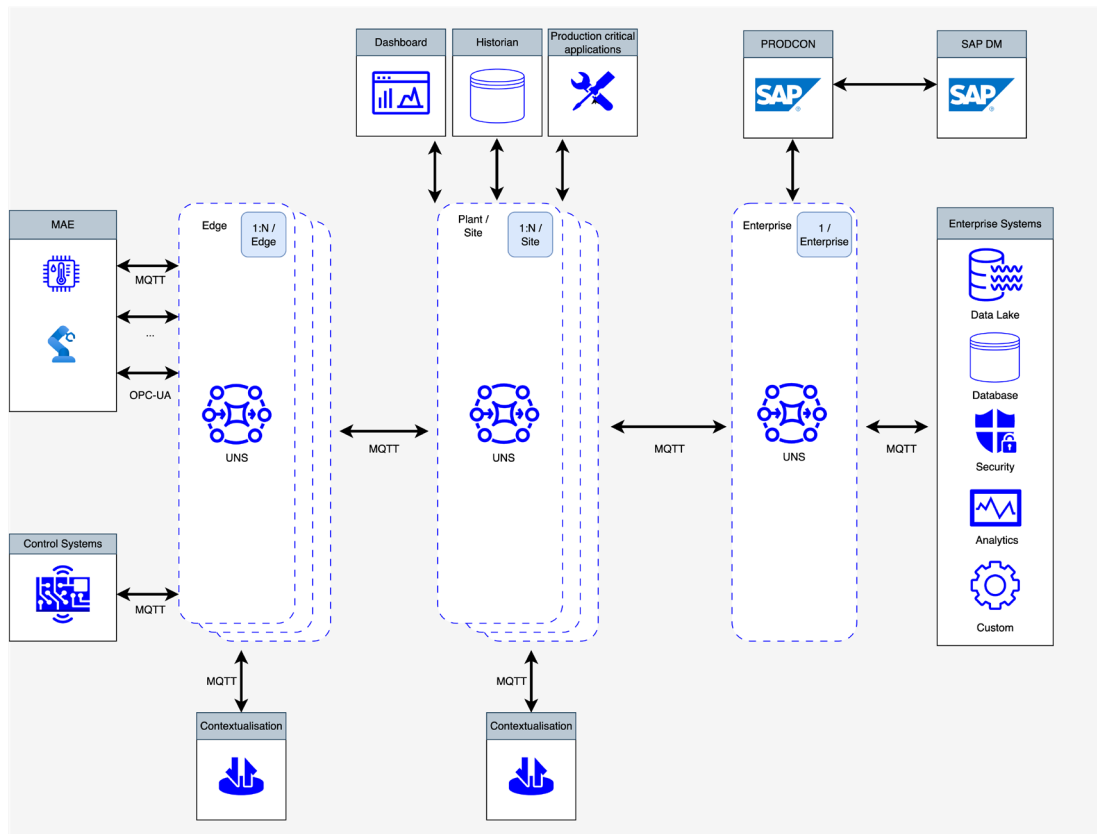 Dashboard
Historian
Production critical
applications
PRODCON
SAP
®
SAP DM
SAP
®
MAE
MQTT
...
OPC-UA
Edge
1:N /
Edge
UNS
Plant /
Site
1:N /
Site
UNS
Enterprise
1 /
Enterprise
UNS
MQTT
MQTT
MQTT
Enterprise Systems
Data Lake
Database
Security
Analytics
Custom
Control Systems
MQTT
MQTT
Contextualisation
MQTT
Contextualisation